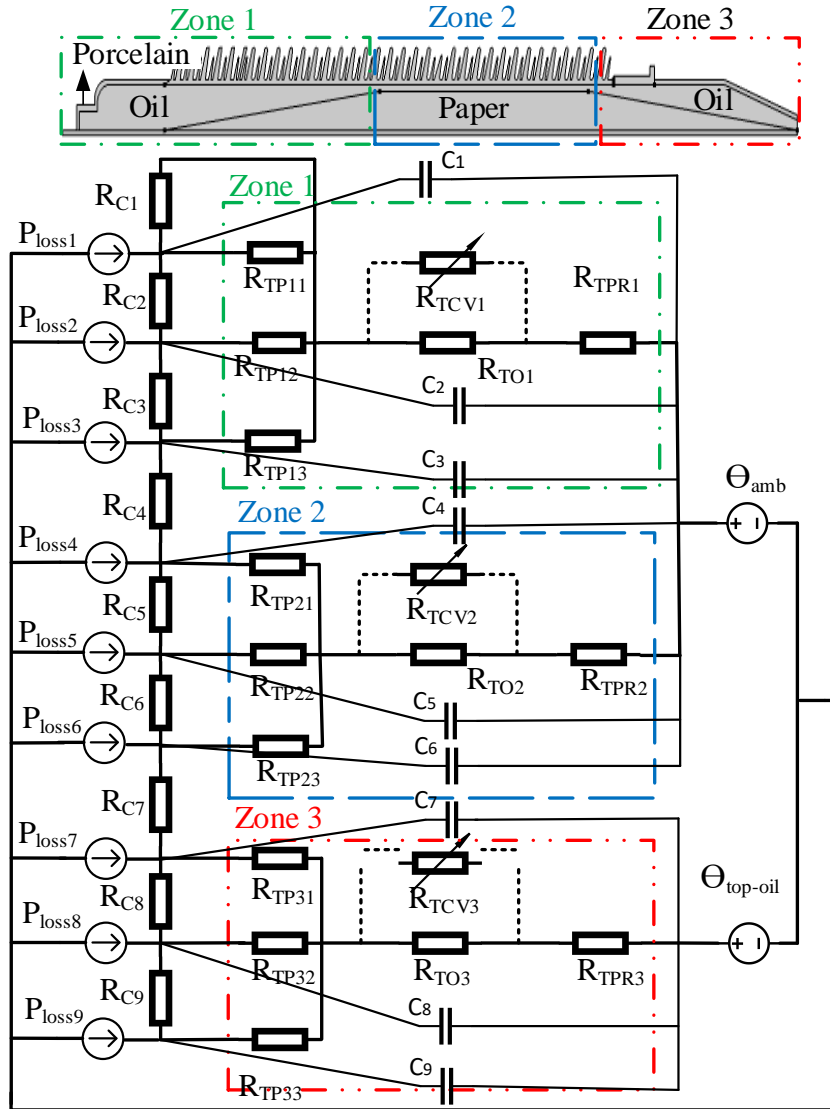 Zone 1
Zone 2
Zone 3
Porcelain
Oil
Paper
Oil
C1
RC1
Zone 1
Ploss1
RTP11
RTCV1
RTPR1
RC2
Ploss2
RTP12
RTO1
C2
RC3
Ploss3
RTP13
C3
Θamb
RC4
C4
Zone 2
Ploss4
RTP21
RTCV2
RC5
Ploss5
RTP22
RTO2
RTPR2
RC6
C5
Ploss6
C6
RTP23
RC7
C7
Zone 3
Ploss7
RTP31
RTCV3
Θtop-oil
RC8
Ploss8
RTP32
RTO3
RTPR3
RC9
C8
Ploss9
C9
RTP33